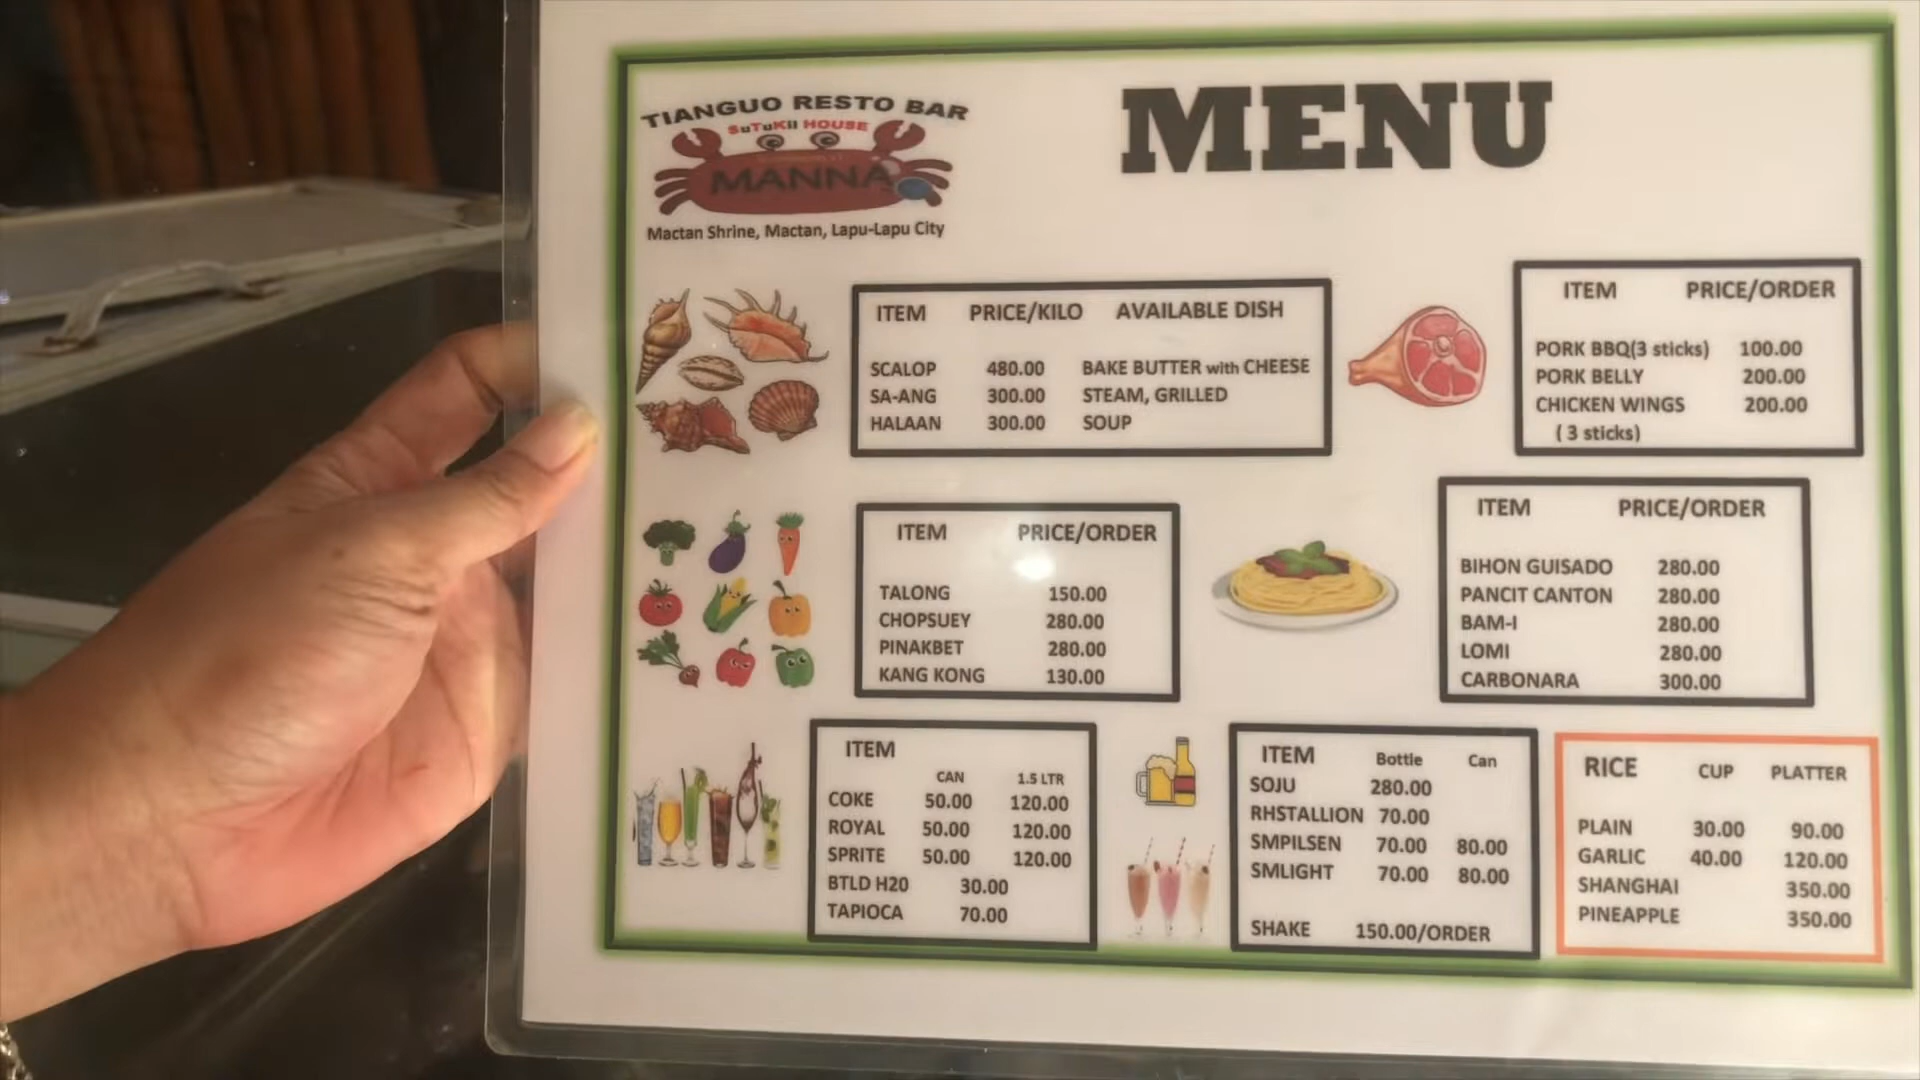 TIANGUO RESTO BAR
SuTuKil HOUSE
MANNA
Mactan Shrine, Mactan, Lapu-Lapu City
MENU
ITEM PRICE/KILO AVAILABLE DISH
SCALOP 480.00 BAKE BUTTER with CHEESE
SA-ANG 300.00 STEAM, GRILLED
HALAAN 300.00 SOUP
ITEM PRICE/ORDER
PORK BBQ(3 sticks) 100.00
PORK BELLY 200.00
CHICKEN WINGS 200.00
( 3 sticks)
ITEM PRICE/ORDER
TALONG 150.00
CHOPSUEY 280.00
PINAKBET 280.00
KANG KONG 130.00
ITEM PRICE/ORDER
BIHON GUISADO 280.00
PANCIT CANTON 280.00
BAM-I 280.00
LOMI 280.00
CARBONARA 300.00
ITEM
CAN 1.5 LTR
COKE 50.00 120.00
ROYAL 50.00 120.00
SPRITE 50.00 120.00
BTLD H20 30.00
TAPIOCA 70.00
ITEM Bottle Can
SOJU 280.00
RHSTALLION 70.00
SMPILSEN 70.00 80.00
SMLIGHT 70.00 80.00
SHAKE 150.00/ORDER
RICE CUP PLATTER
PLAIN 30.00 90.00
GARLIC 40.00 120.00
SHANGHAI 350.00
PINEAPPLE 350.00